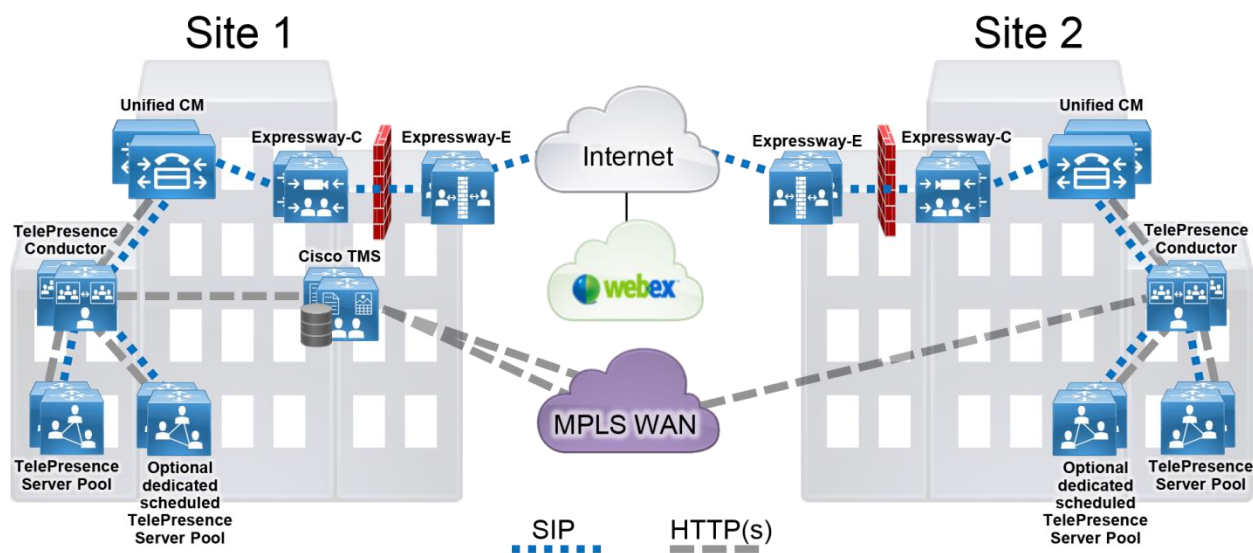 Site 1
Site 2
Unified CM
Expressway-C
Expressway-E
Internet
Expressway-E
Expressway-C
Unified CM
TelePresence
Conductor
Cisco TMS
webex
TelePresence
Conductor
MPLS WAN
TelePresence
Server Pool
Optional
dedicated
scheduled
TelePresence
Server Pool
Optional
dedicated
scheduled
TelePresence
Server Pool
TelePresence
Server Pool
SIP
HTTP(s)